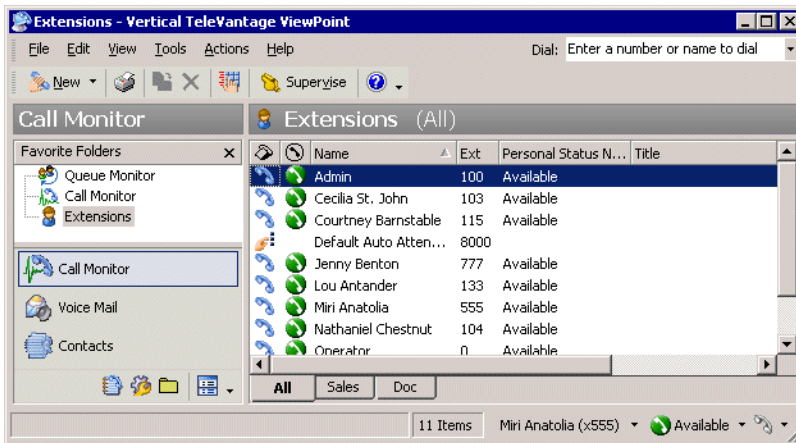 Extensions - Vertical TeleVantage ViewPoint
File Edit View Tools Actions Help Dial: Enter a number or name to dial
New Supervise
Call Monitor Extensions (All)
Favorite Folders x Name Ext Personal Status N... Title
Queue Monitor
Call Monitor
Extensions
Admin 100 Available
Cecilia St. John 103 Available
Courtney Barnstable 115 Available
Default Auto Atten... 8000
Jenny Benton 777 Available
Lou Antander 133 Available
Miri Anatolia 555 Available
Nathaniel Chestnut 104 Available
Operator 0 Available
Call Monitor
Voice Mail
Contacts
All Sales Doc
11 Items Miri Anatolia (x555) Available